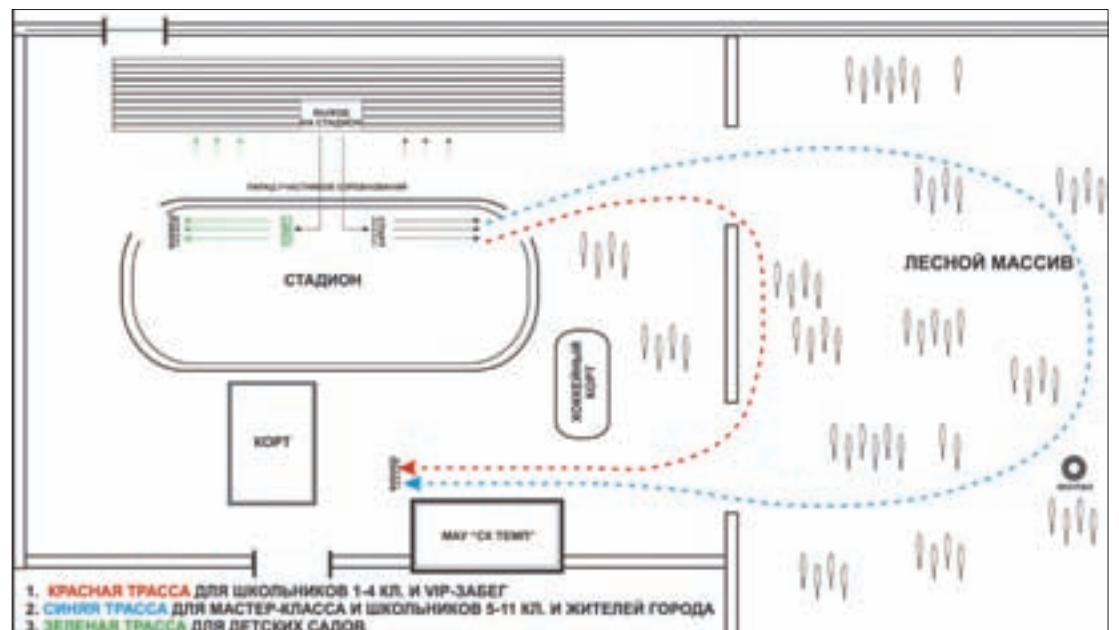 ВЫХОД
НА СТАДИОН
ПАРАД УЧАСТНИКОВ СОРЕВНОВАНИЙ
СТАРТ
СТАДИОН
ЛЕСНОЙ МАССИВ
ХОККЕЙНЫЙ
КОРТ
КОРТ
МАУ "СК ТЕМП"
1. КРАСНАЯ ТРАССА ДЛЯ ШКОЛЬНИКОВ 1-4 КЛ. И VIP-ЗАБЕГ
2. СИНЯЯ ТРАССА ДЛЯ МАСТЕР-КЛАССА И ШКОЛЬНИКОВ 5-11 КЛ. И ЖИТЕЛЕЙ ГОРОДА
3. ЗЕЛЕНАЯ ТРАССА ДЛЯ ДЕТСКИХ САДОВ